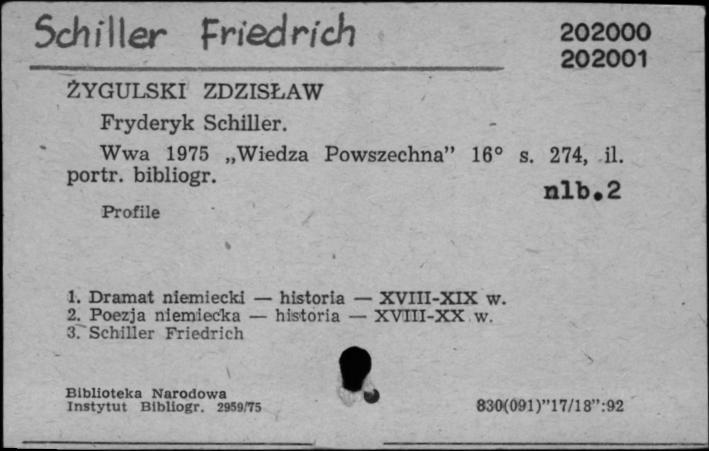 Schiller Friedrich
202000
202001
ŻYGULSKI ZDZISŁAW
Fryderyk Schiller.
Wwa 1975 „Wiedza Powszechna” 16° s. 274, il.
portr. bibliogr.
nlb.2
Profile
1. Dramat niemiecki — historia — XVIII-XIX w.
2. Poezja niemiecka — historia — XVIII-XX w.
3. Schiller Friedrich
Biblioteka Narodowa
Instytut Bibliogr. 2959/75
830(091)”17/18”:92